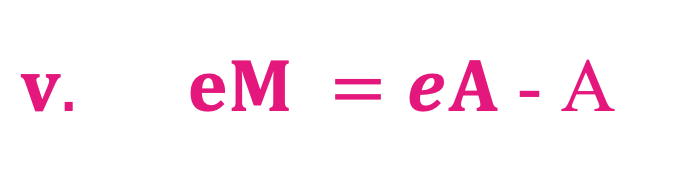 v. eM = eA - A